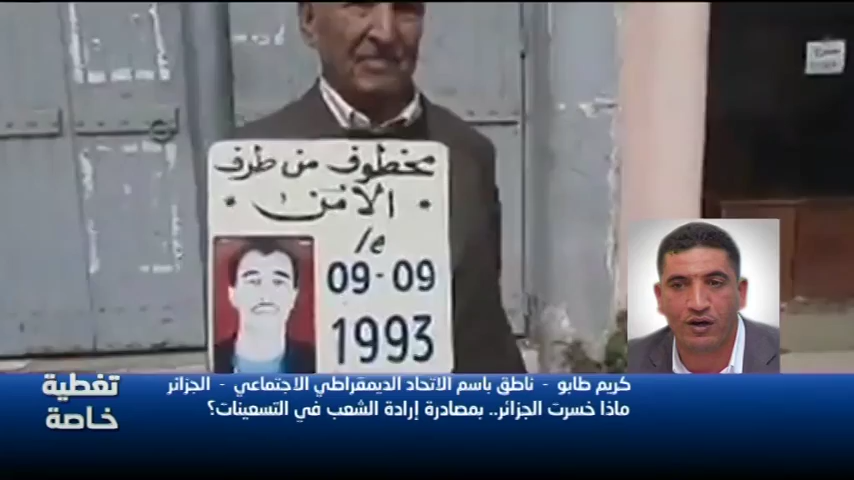 مخطوف من طرف
* الأمن *
le
09-09
1993
كريم طابو - ناطق باسم الاتحاد الديمقراطي الاجتماعي - الجزائر
ماذا خسرت الجزائر.. بمصادرة إرادة الشعب في التسعينات؟
تغطية
خاصة